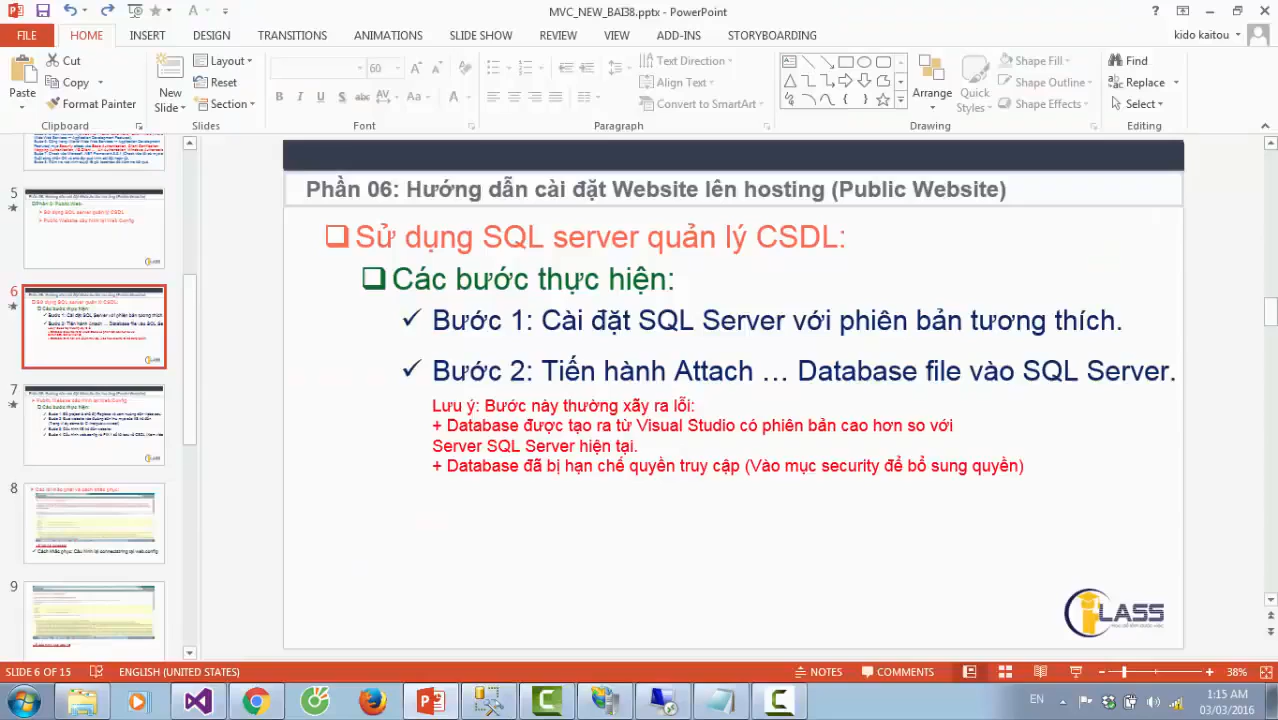 MVC_NEW_BAI38.pptx - PowerPoint
FILE HOME INSERT DESIGN TRANSITIONS ANIMATIONS SLIDE SHOW REVIEW VIEW ADD-INS STORYBOARDING kido kaitou
Paste
Cut
Copy
Format Painter
Clipboard
New Slide
Layout
Reset
Section
Slides
60
Font
Text Direction
Align Text
Convert to SmartArt
Paragraph
Arrange
Quick Styles
Shape Fill
Shape Outline
Shape Effects
Drawing
Find
Replace
Select
Editing
5
6
7
8
9
Phần 06: Hướng dẫn cài đặt Website lên hosting (Public Website)
Sử dụng SQL server quản lý CSDL:
Các bước thực hiện:
Bước 1: Cài đặt SQL Server với phiên bản tương thích.
Bước 2: Tiến hành Attach … Database file vào SQL Server.
Lưu ý: Bước này thường xãy ra lỗi:
+ Database được tạo ra từ Visual Studio có phiên bản cao hơn so với
Server SQL Server hiện tại.
+ Database đã bị hạn chế quyền truy cập (Vào mục security để bổ sung quyền)
LASS
SLIDE 6 OF 15 ENGLISH (UNITED STATES) NOTES COMMENTS 38%
EN 1:15 AM
03/03/2016